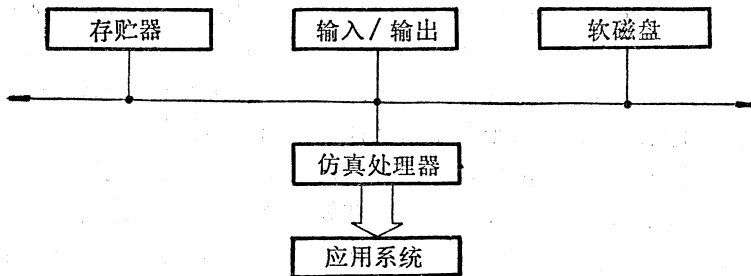 存贮器
输入/输出
软磁盘
仿真处理器
应用系统